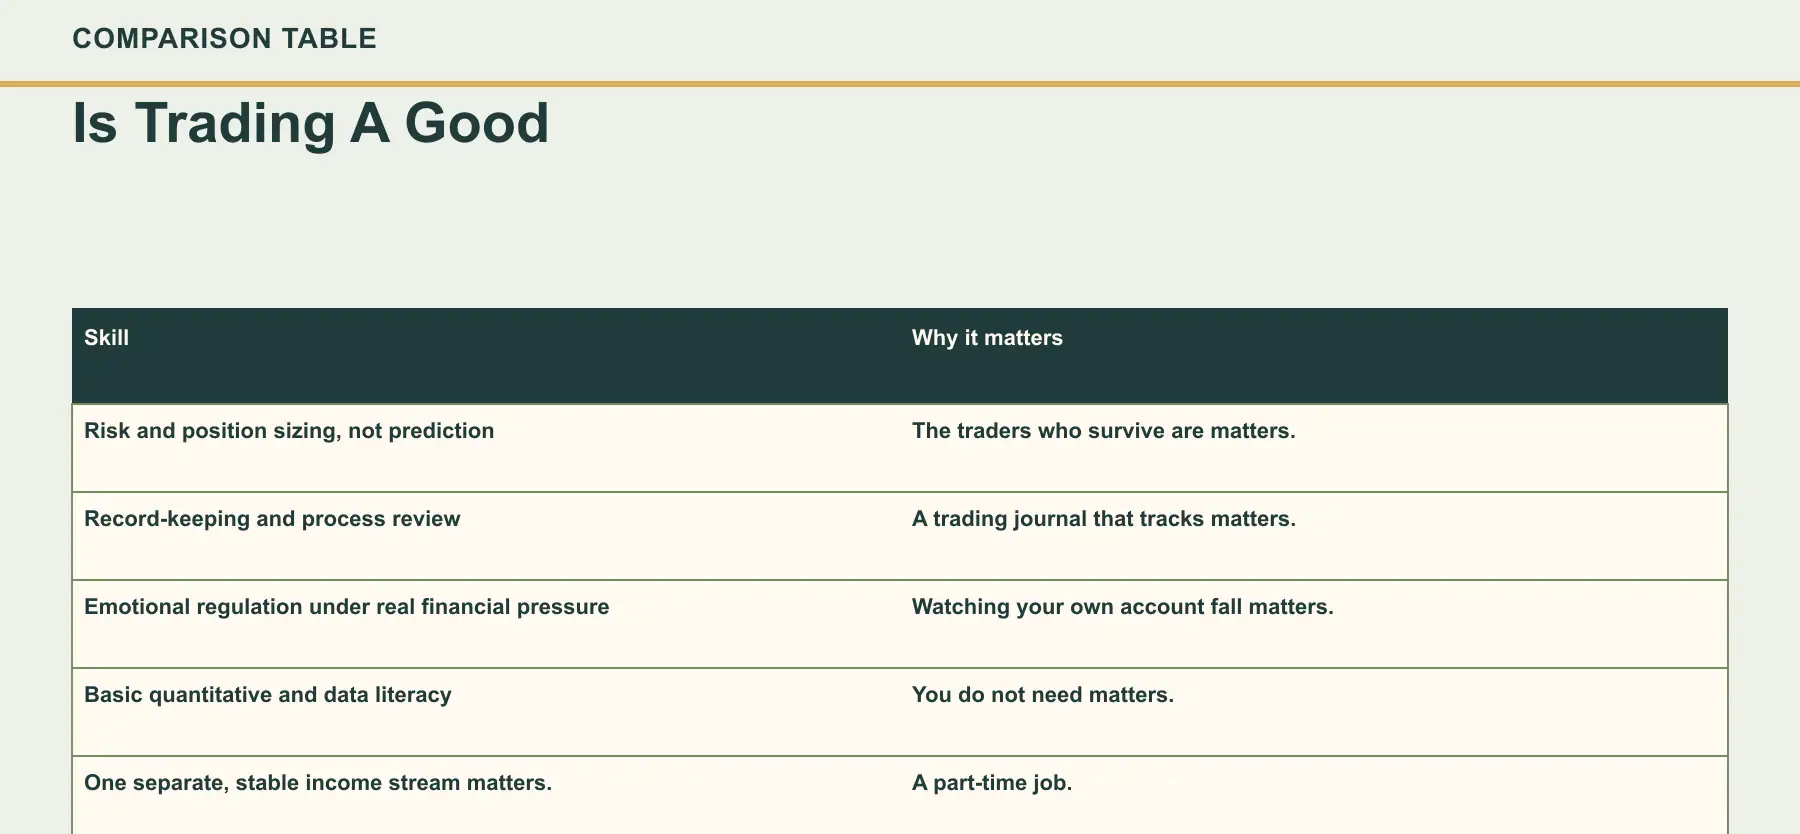 COMPARISON TABLE
Is Trading A Good
Skill
Why it matters
Risk and position sizing, not prediction
The traders who survive are matters.
Record-keeping and process review
A trading journal that tracks matters.
Emotional regulation under real financial pressure
Watching your own account fall matters.
Basic quantitative and data literacy
You do not need matters.
One separate, stable income stream matters.
A part-time job.